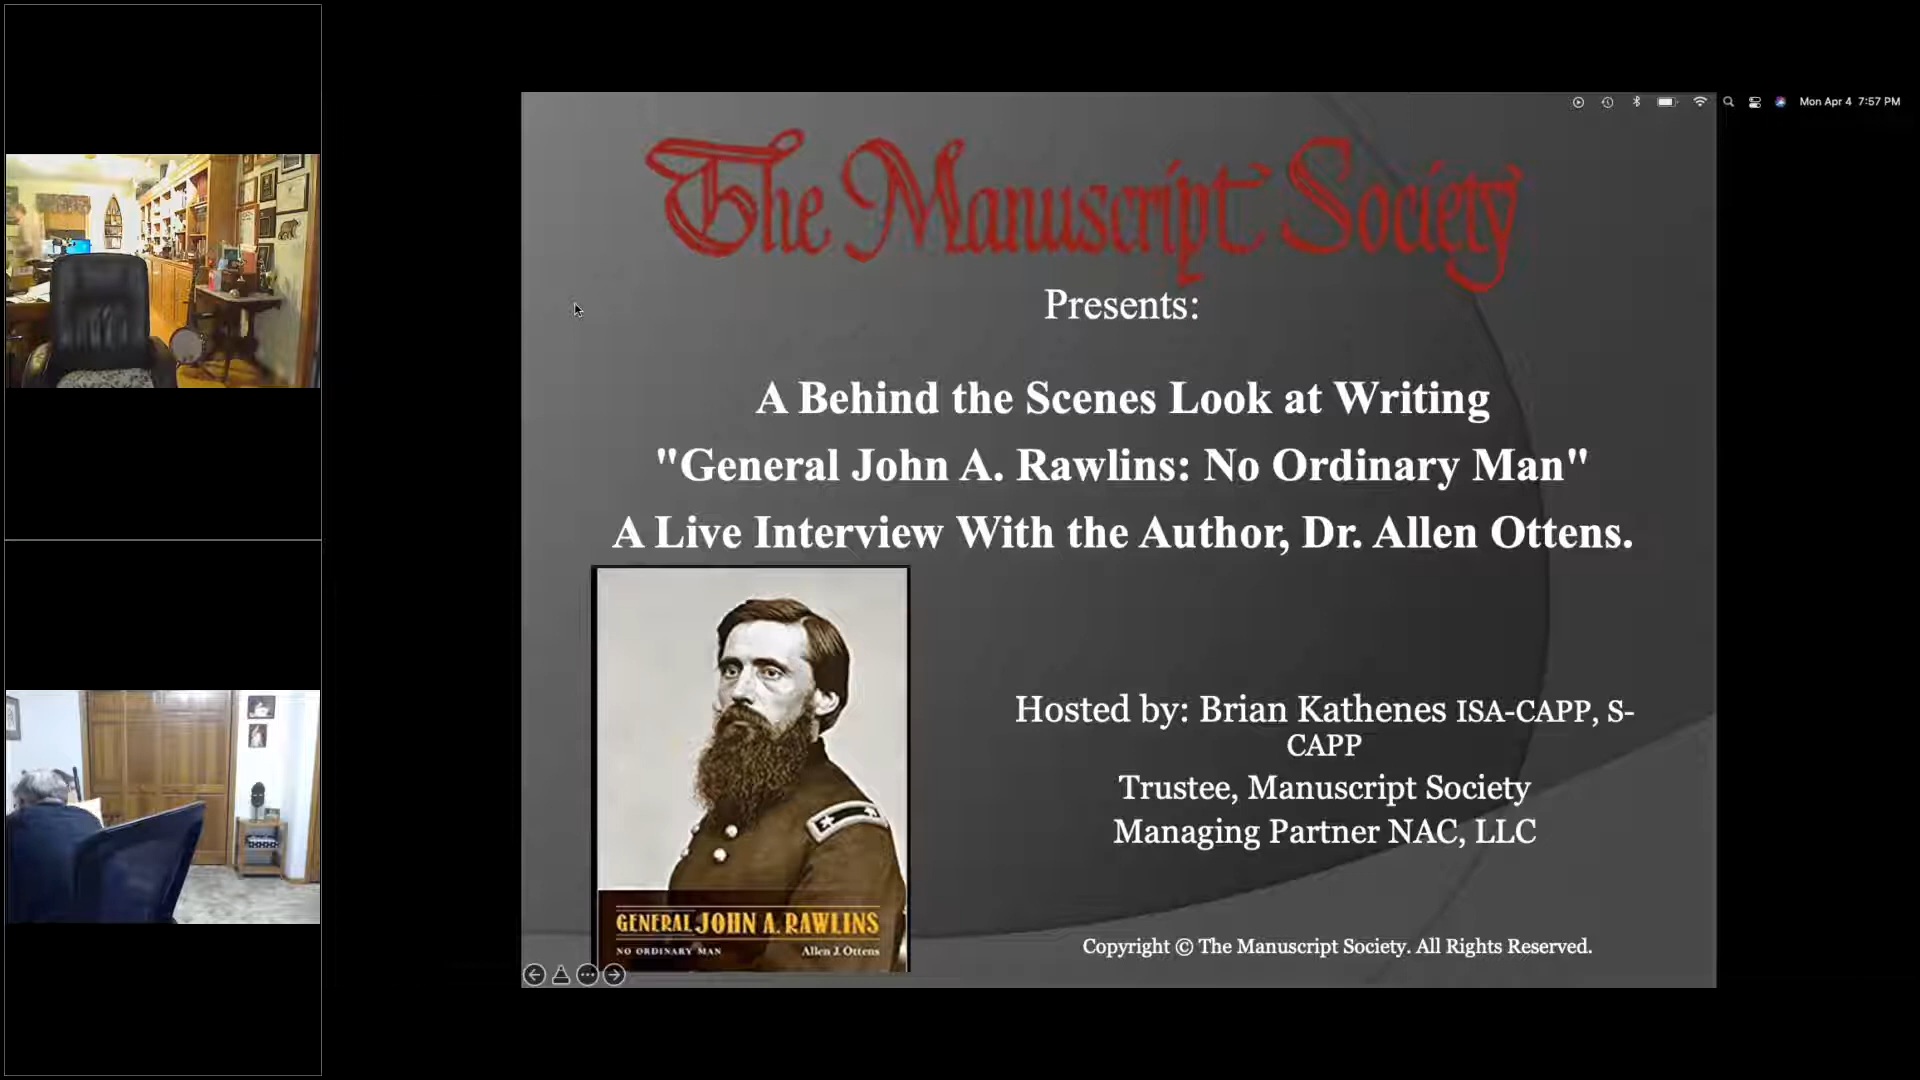 Mon Apr 4 7:57 PM
The Manuscript Society
Presents:
A Behind the Scenes Look at Writing
"General John A. Rawlins: No Ordinary Man"
A Live Interview With the Author, Dr. Allen Ottens.
Hosted by: Brian Kathenes ISA-CAPP, S-
CAPP
Trustee, Manuscript Society
Managing Partner NAC, LLC
GENERAL JOHN A. RAWLINS
NO ORDINARY MAN Allen J. Ottens
Copyright © The Manuscript Society. All Rights Reserved.